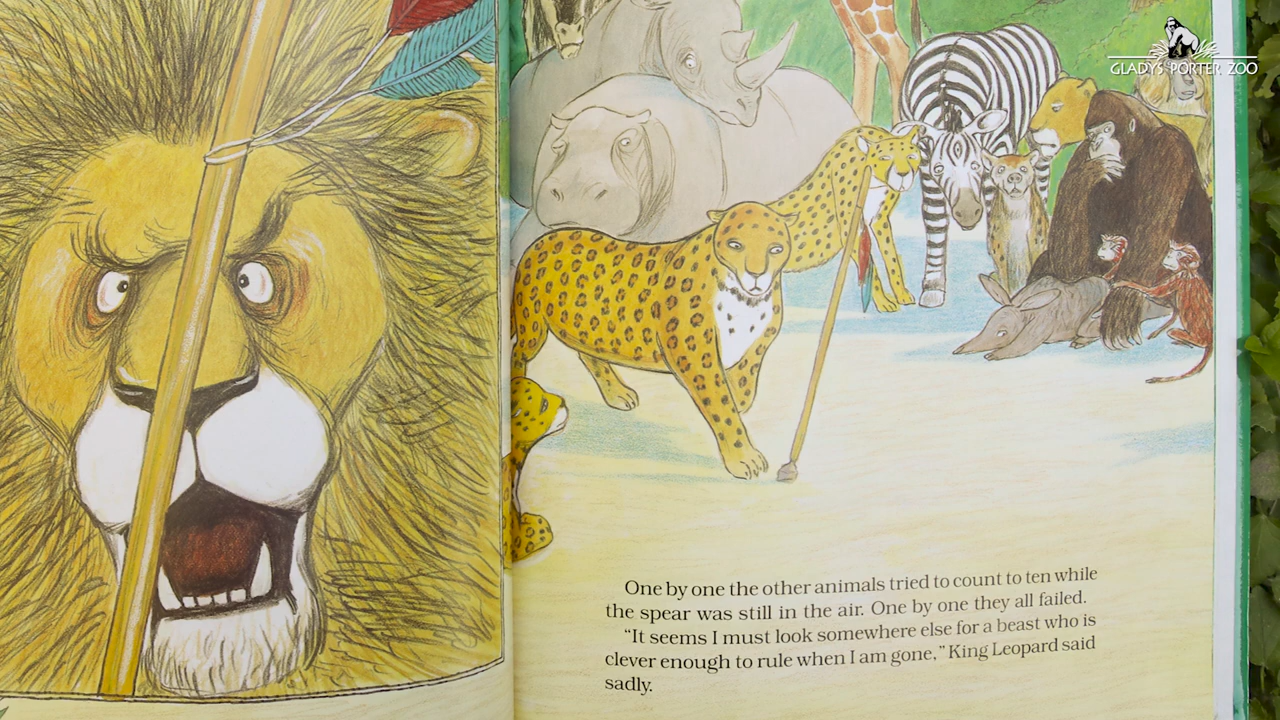 GLADYS PORTER ZOO
One by one the other animals tried to count to ten while
the spear was still in the air. One by one they all failed.
"It seems I must look somewhere else for a beast who is
clever enough to rule when I am gone," King Leopard said
sadly.